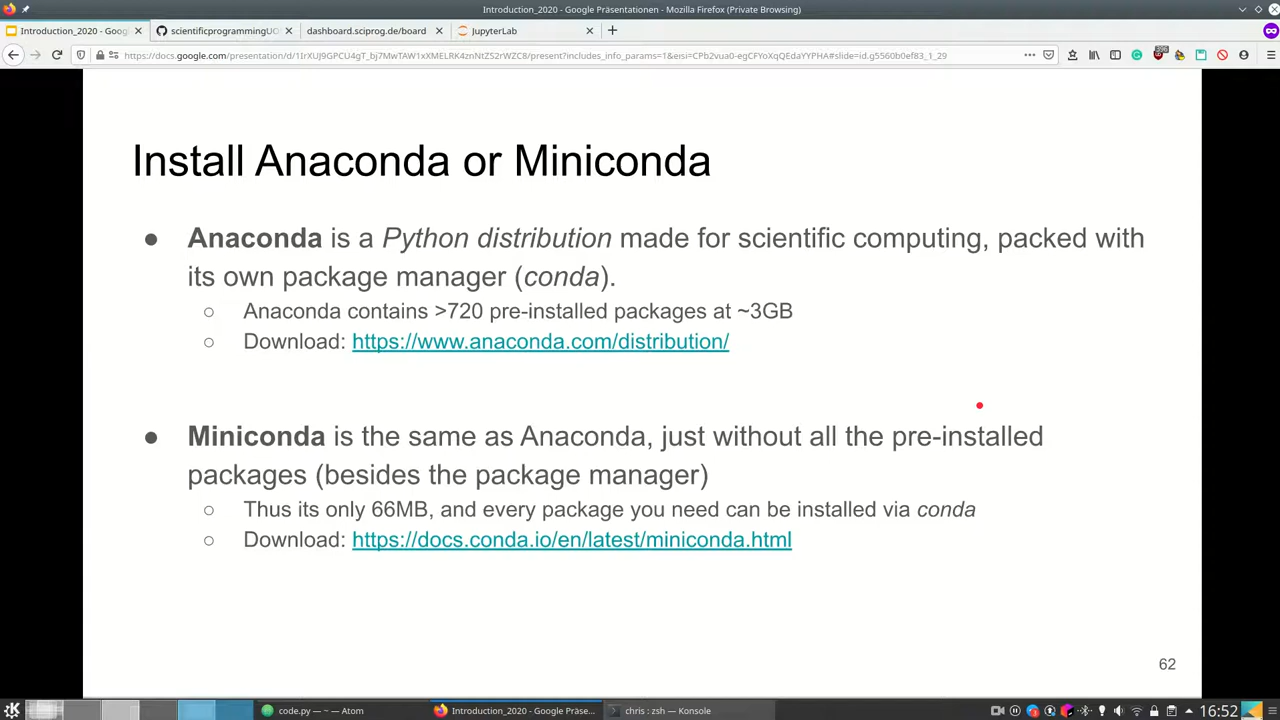 Introduction_2020 - Google Präsentationen - Mozilla Firefox (Private Browsing)
Introduction_2020 - Goog
scientificprogrammingUO
dashboard.sciprog.de/board
JupyterLab
Install Anaconda or Miniconda
● Anaconda is a Python distribution made for scientific computing, packed with
its own package manager (conda).
○ Anaconda contains >720 pre-installed packages at ~3GB
○ Download: https://www.anaconda.com/distribution/
● Miniconda is the same as Anaconda, just without all the pre-installed
packages (besides the package manager)
○ Thus its only 66MB, and every package you need can be installed via conda
○ Download: https://docs.conda.io/en/latest/miniconda.html
62
code.py — ~ — Atom
Introduction_2020 - Google Präse...
chris : zsh — Konsole
16:52